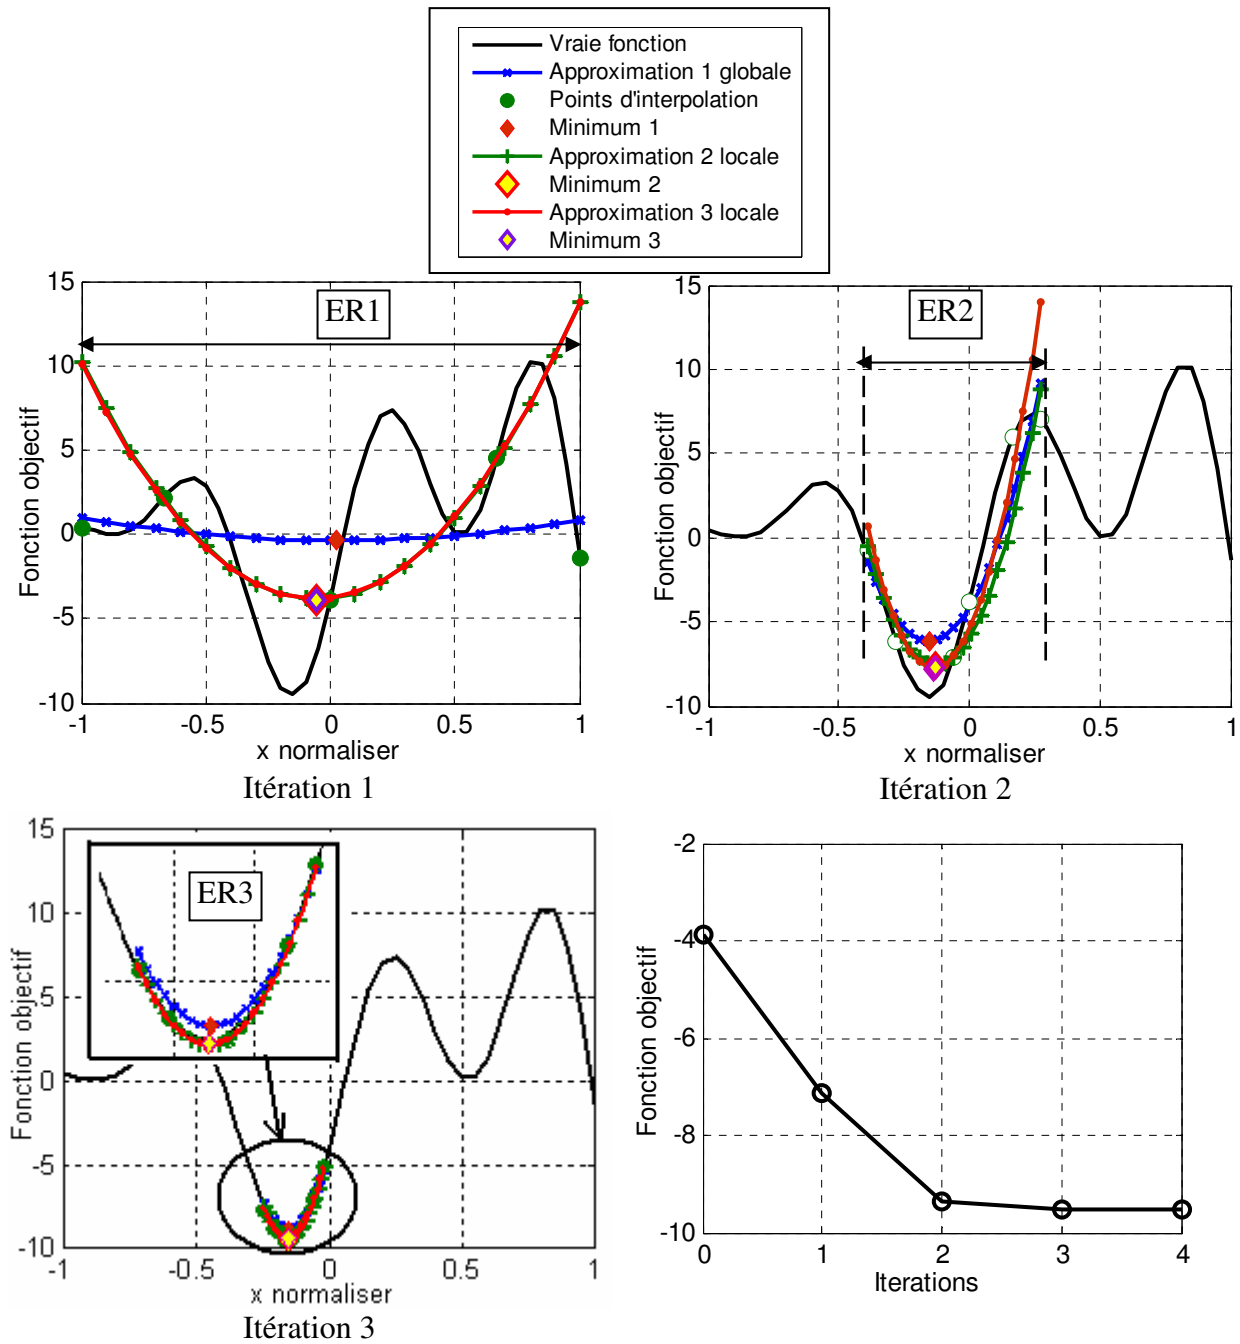 Vraie fonction
Approximation 1 globale
Points d'interpolation
Minimum 1
Approximation 2 locale
Minimum 2
Approximation 3 locale
Minimum 3
15
10
5
0
-5
-10
-1
-0.5
0
0.5
1
Fonction objectif
x normaliser
ER1
Itération 1
15
10
5
0
-5
-10
-1
-0.5
0
0.5
1
Fonction objectif
x normaliser
ER2
Itération 2
15
10
5
0
-5
-10
-1
-0.5
0
0.5
1
Fonction objectif
x normaliser
ER3
Itération 3
-2
-4
-6
-8
-10
0
1
2
3
4
Fonction objectif
Iterations